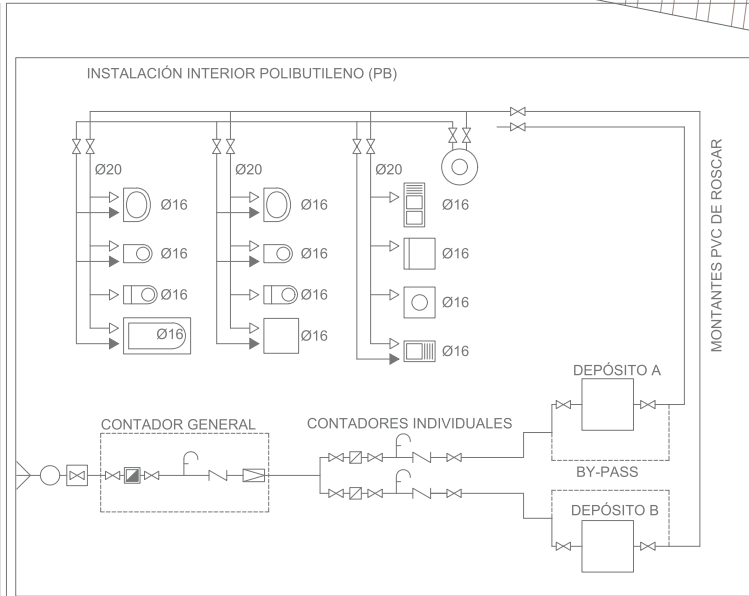 INSTALACIÓN INTERIOR POLIBUTILENO (PB)
Ø20
Ø20
Ø20
Ø16
Ø16
Ø16
Ø16
Ø16
Ø16
Ø16
Ø16
Ø16
Ø16
Ø16
Ø16
MONTANTES PVC DE ROSCAR
DEPÓSITO A
CONTADOR GENERAL
CONTADORES INDIVIDUALES
BY-PASS
DEPÓSITO B